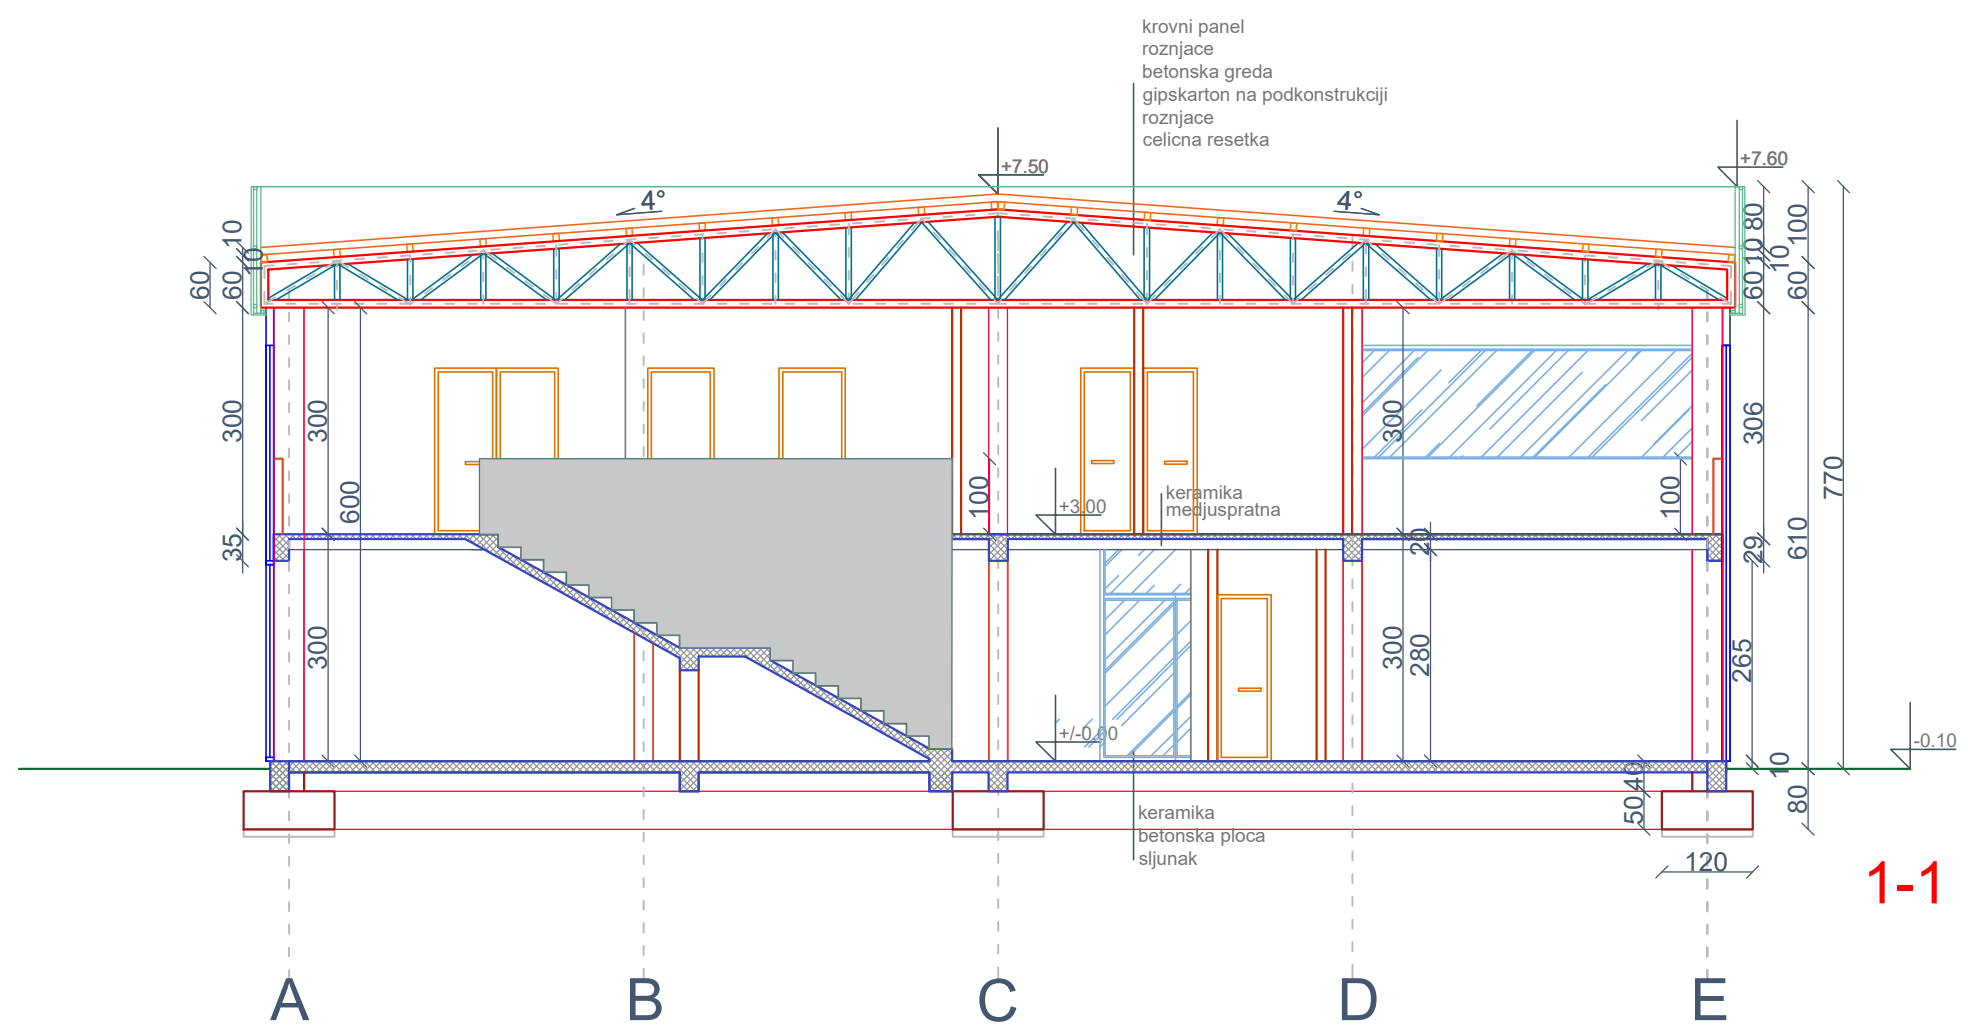 krovni panel
roznjace
betonska greda
gipskarton na podkonstrukciji
roznjace
celicna resetka
+7.50
+7.60
4°
4°
10
10
60
60
80
100
10
10
60
60
300
300
300
306
600
100
100
770
610
+3.00
keramika
medjuspratna
35
20
29
300
300
280
265
+/-0.00
-0.10
10
40
50
80
keramika
betonska ploca
sljunak
120
1-1
A
B
C
D
E